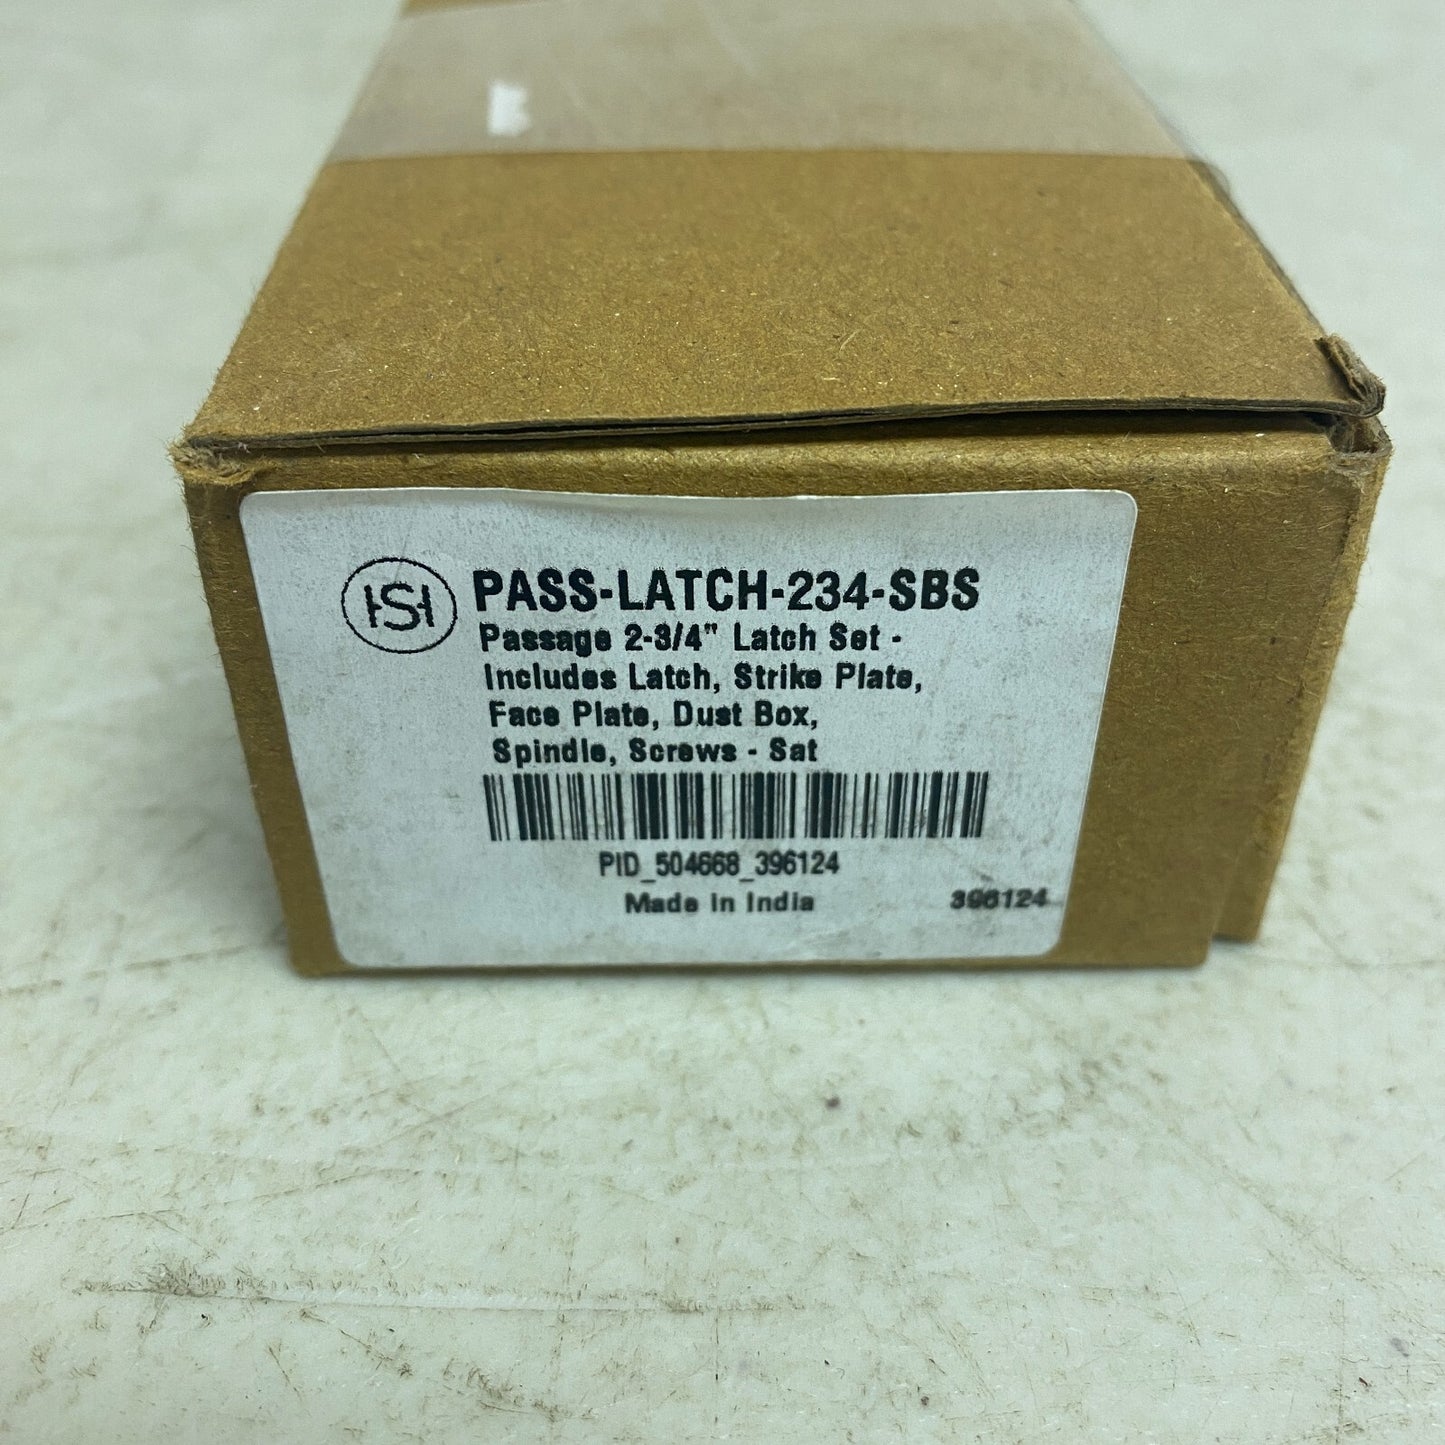 HSH
PASS-LATCH-234-SBS
Passage 2-3/4" Latch Set -
Includes Latch, Strike Plate,
Face Plate, Dust Box,
Spindle, Screws - Sat
PID_504668_396124
Made in India 396124